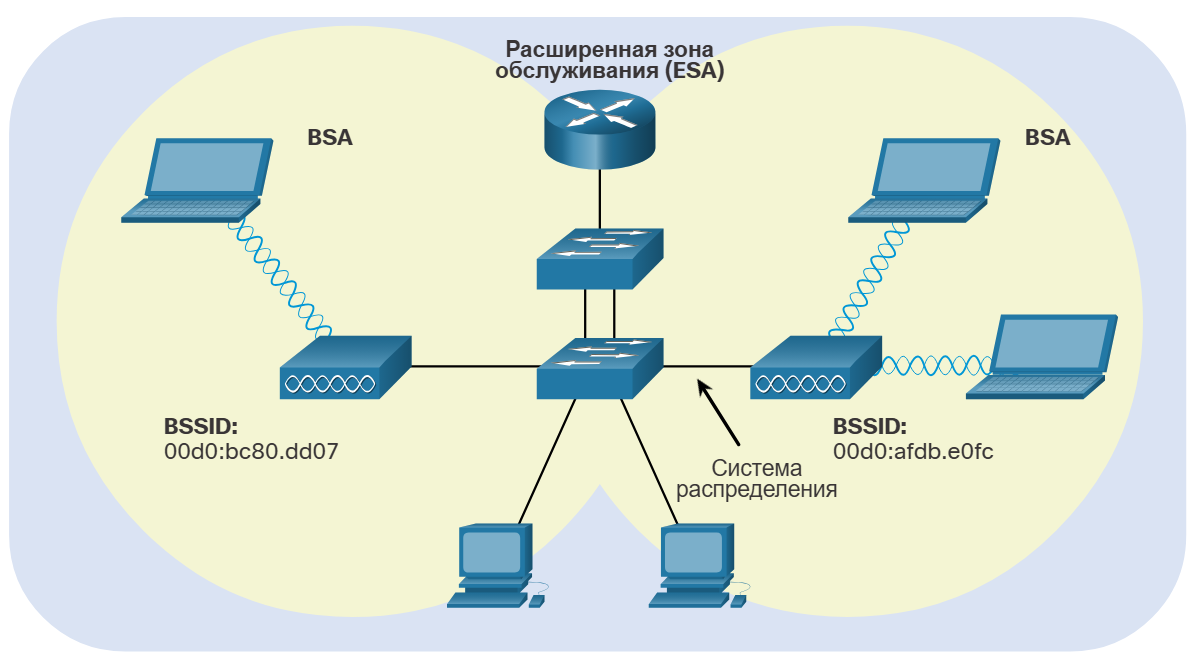 Расширенная зона
обслуживания (ESA)
BSA
BSA
BSSID:
00d0:bc80.dd07
BSSID:
00d0:afdb.e0fc
Система
распределения